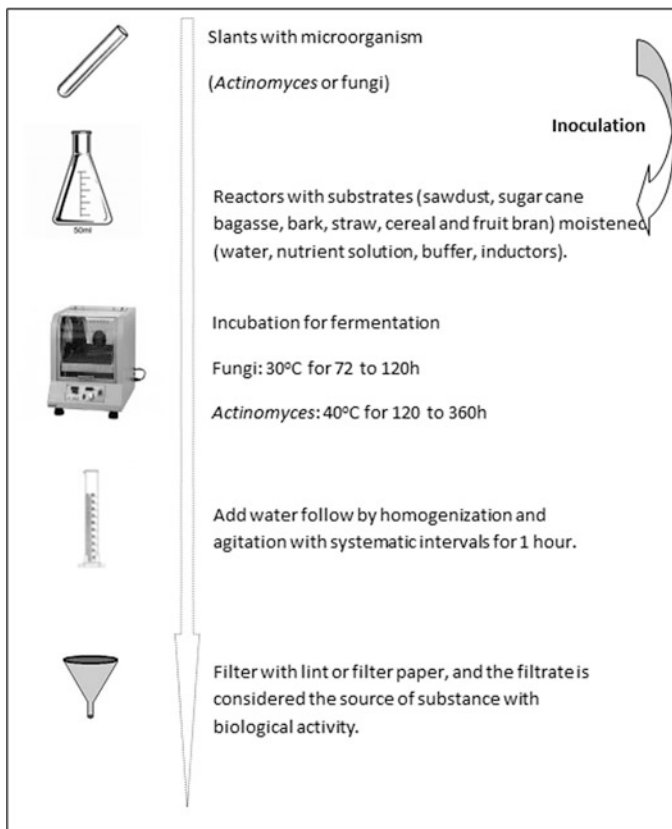 Slants with microorganism
(Actinomyces or fungi)
Inoculation
50ml
Reactors with substrates (sawdust, sugar cane
bagasse, bark, straw, cereal and fruit bran) moistened
(water, nutrient solution, buffer, inductors).
Incubation for fermentation
Fungi: 30ºC for 72 to 120h
Actinomyces: 40ºC for 120 to 360h
Add water follow by homogenization and
agitation with systematic intervals for 1 hour.
Filter with lint or filter paper, and the filtrate is
considered the source of substance with
biological activity.